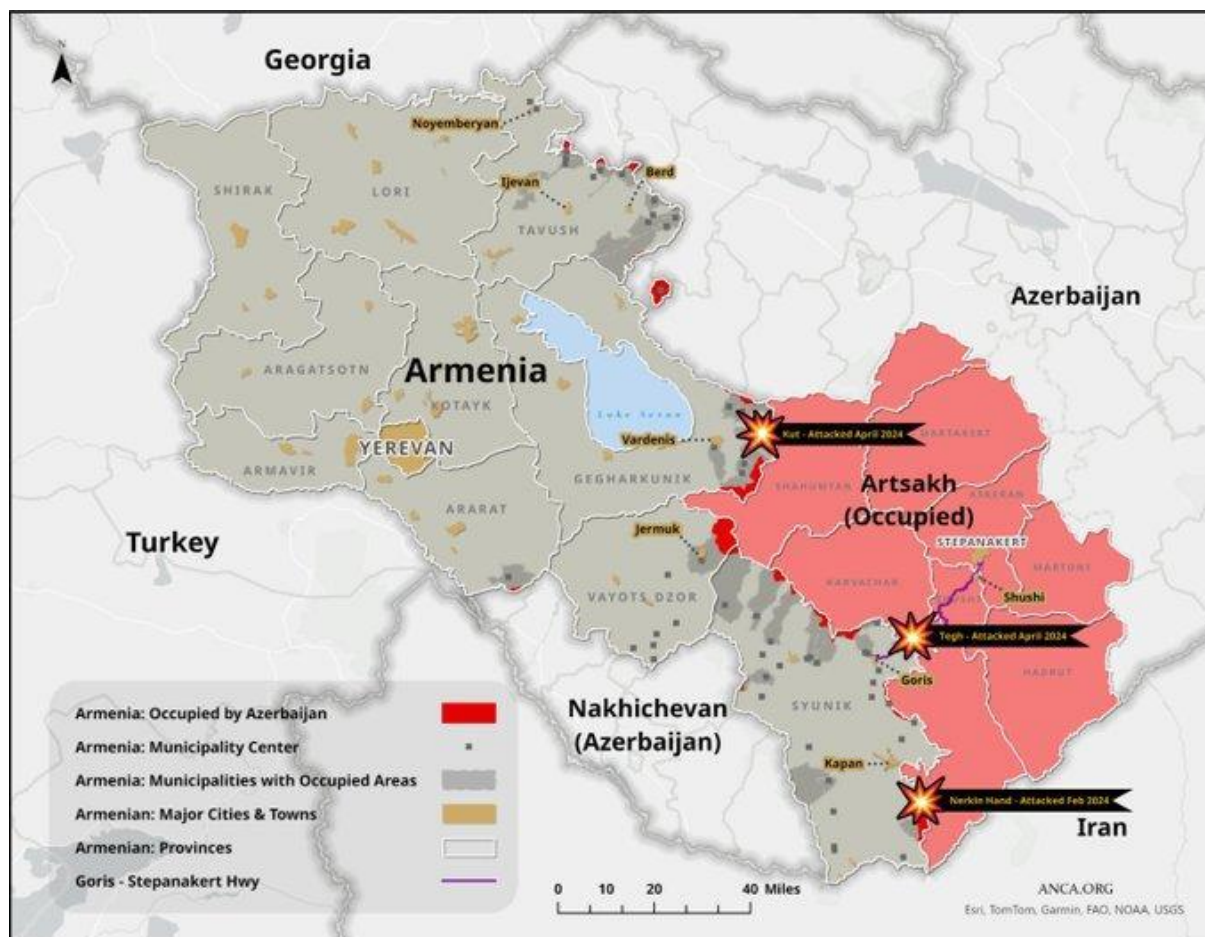 N
Georgia
Noyemberyan
Ijevan
Berd
SHIRAK
LORI
TAVUSH
Azerbaijan
ARAGATSOTN
Armenia
KOTAYK
Lake Sevan
YEREVAN
Vardenis
Kut - Attacked April 2024
MARTAKERT
ARMAVIR
GEGHARKUNIK
SHAHUMYAN
Artsakh
(Occupied)
ASKERAN
ARARAT
Turkey
Jermuk
STEPANAKERT
KARVACHAR
MARTUNI
VAYOTS DZOR
Shushi
Tegh - Attacked April 2024
Goris
HADRUT
SYUNIK
Nakhichevan
(Azerbaijan)
Kapan
Nerkin Hand - Attacked Feb 2024
Iran
Armenia: Occupied by Azerbaijan
Armenia: Municipality Center
Armenia: Municipalities with Occupied Areas
Armenian: Major Cities & Towns
Armenian: Provinces
Goris - Stepanakert Hwy
0 10 20 40 Miles
ANCA.ORG
Esri, TomTom, Garmin, FAO, NOAA, USGS